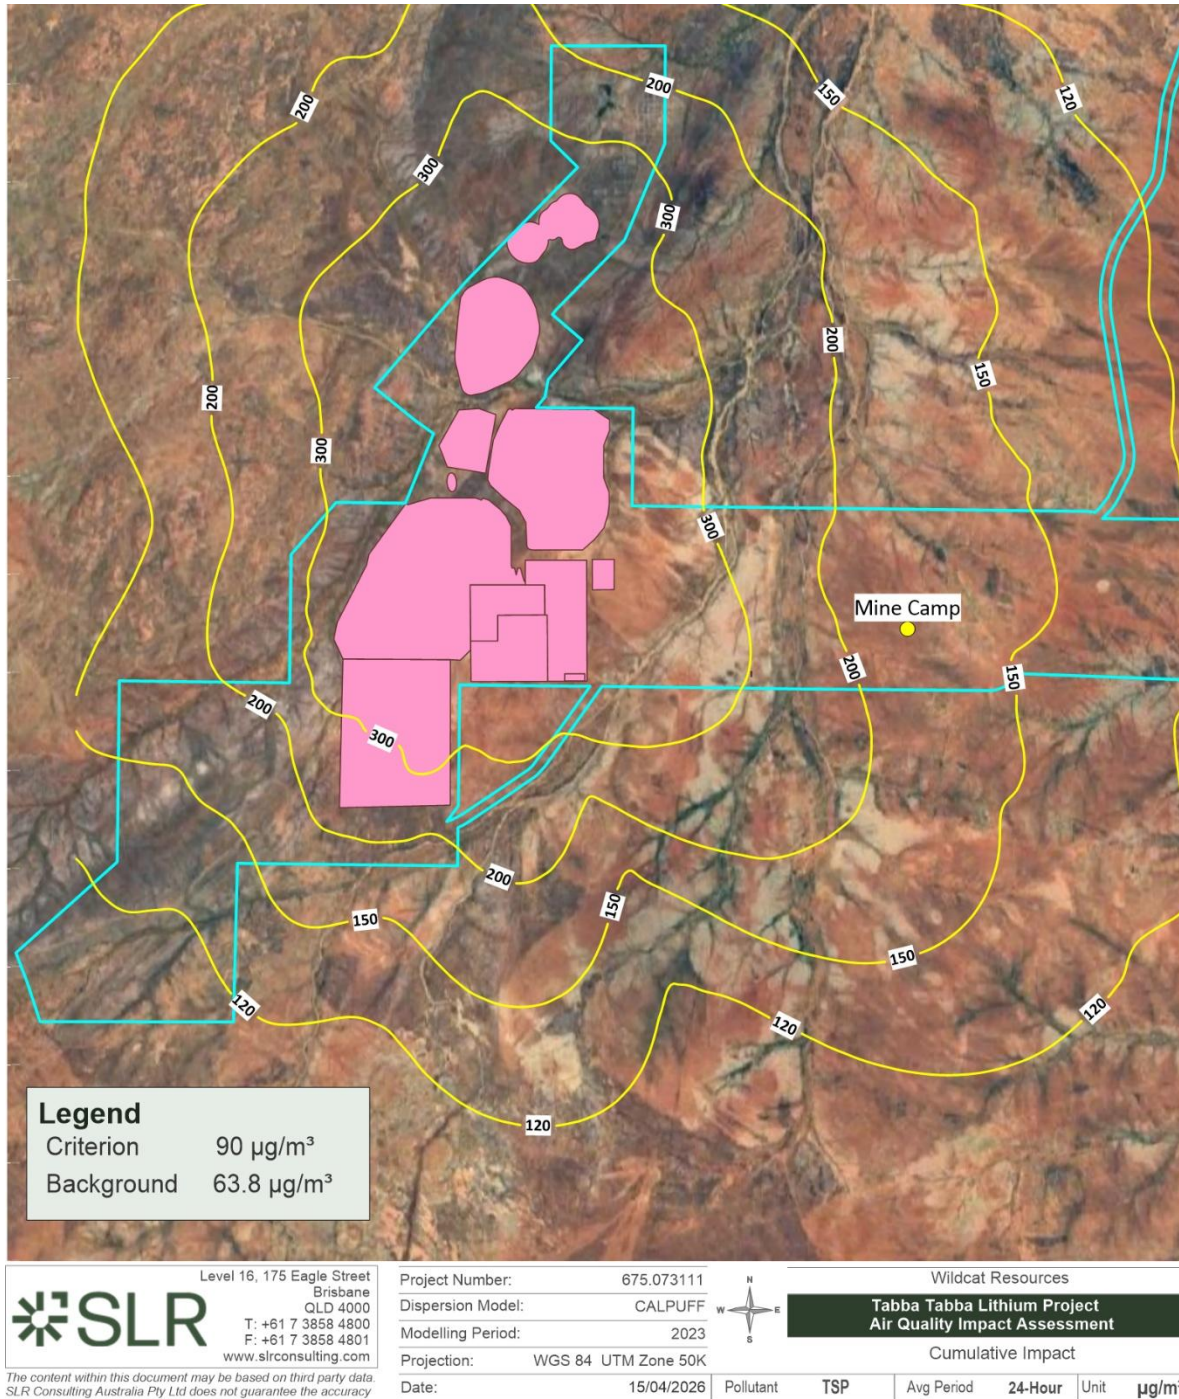 200
150
120
200
300
300
200
150
200
300
300
Mine Camp
200
150
200
300
200
150
150
150
120
120
120
120
Legend
Criterion 90 µg/m³
Background 63.8 µg/m³
SLR
Level 16, 175 Eagle Street
Brisbane
QLD 4000
T: +61 7 3858 4800
F: +61 7 3858 4801
www.slrconsulting.com
The content within this document may be based on third party data.
SLR Consulting Australia Pty Ltd does not guarantee the accuracy
Project Number: 675.073111
Dispersion Model: CALPUFF
Modelling Period: 2023
Projection: WGS 84 UTM Zone 50K
Date: 15/04/2026
N
W E
S
Wildcat Resources
Tabba Tabba Lithium Project
Air Quality Impact Assessment
Cumulative Impact
Pollutant TSP Avg Period 24-Hour Unit µg/m³